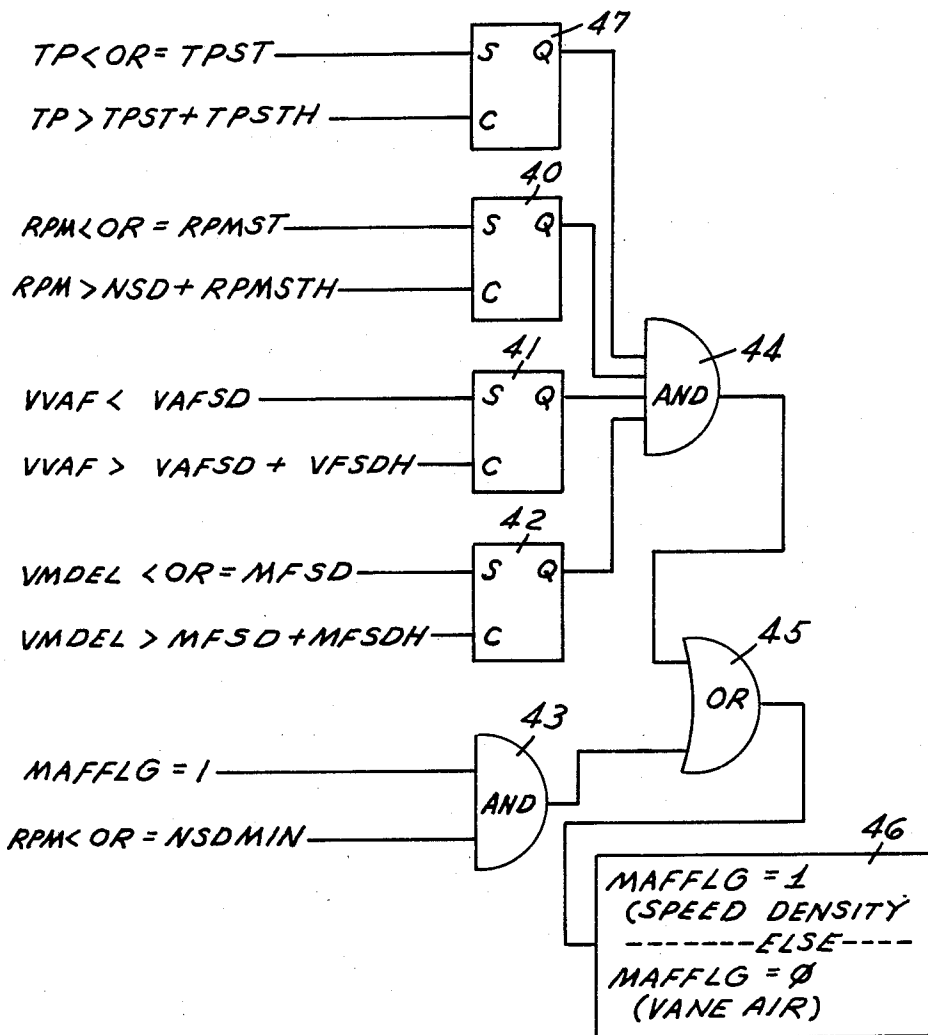 47
TP < OR = TPST
S Q
TP > TPST + TPSTH
C
40
RPM < OR = RPMST
S Q
RPM > NSD + RPMSTH
C
44
AND
41
VVAF < VAFSD
S Q
VVAF > VAFSD + VFSDH
C
42
VMDEL < OR = MFSD
S Q
VMDEL > MFSD + MFSDH
C
45
OR
43
MAFFLG = 1
AND
RPM < OR = NSDMIN
46
MAFFLG = 1
(SPEED DENSITY
-------ELSE----
MAFFLG = Ø
(VANE AIR)